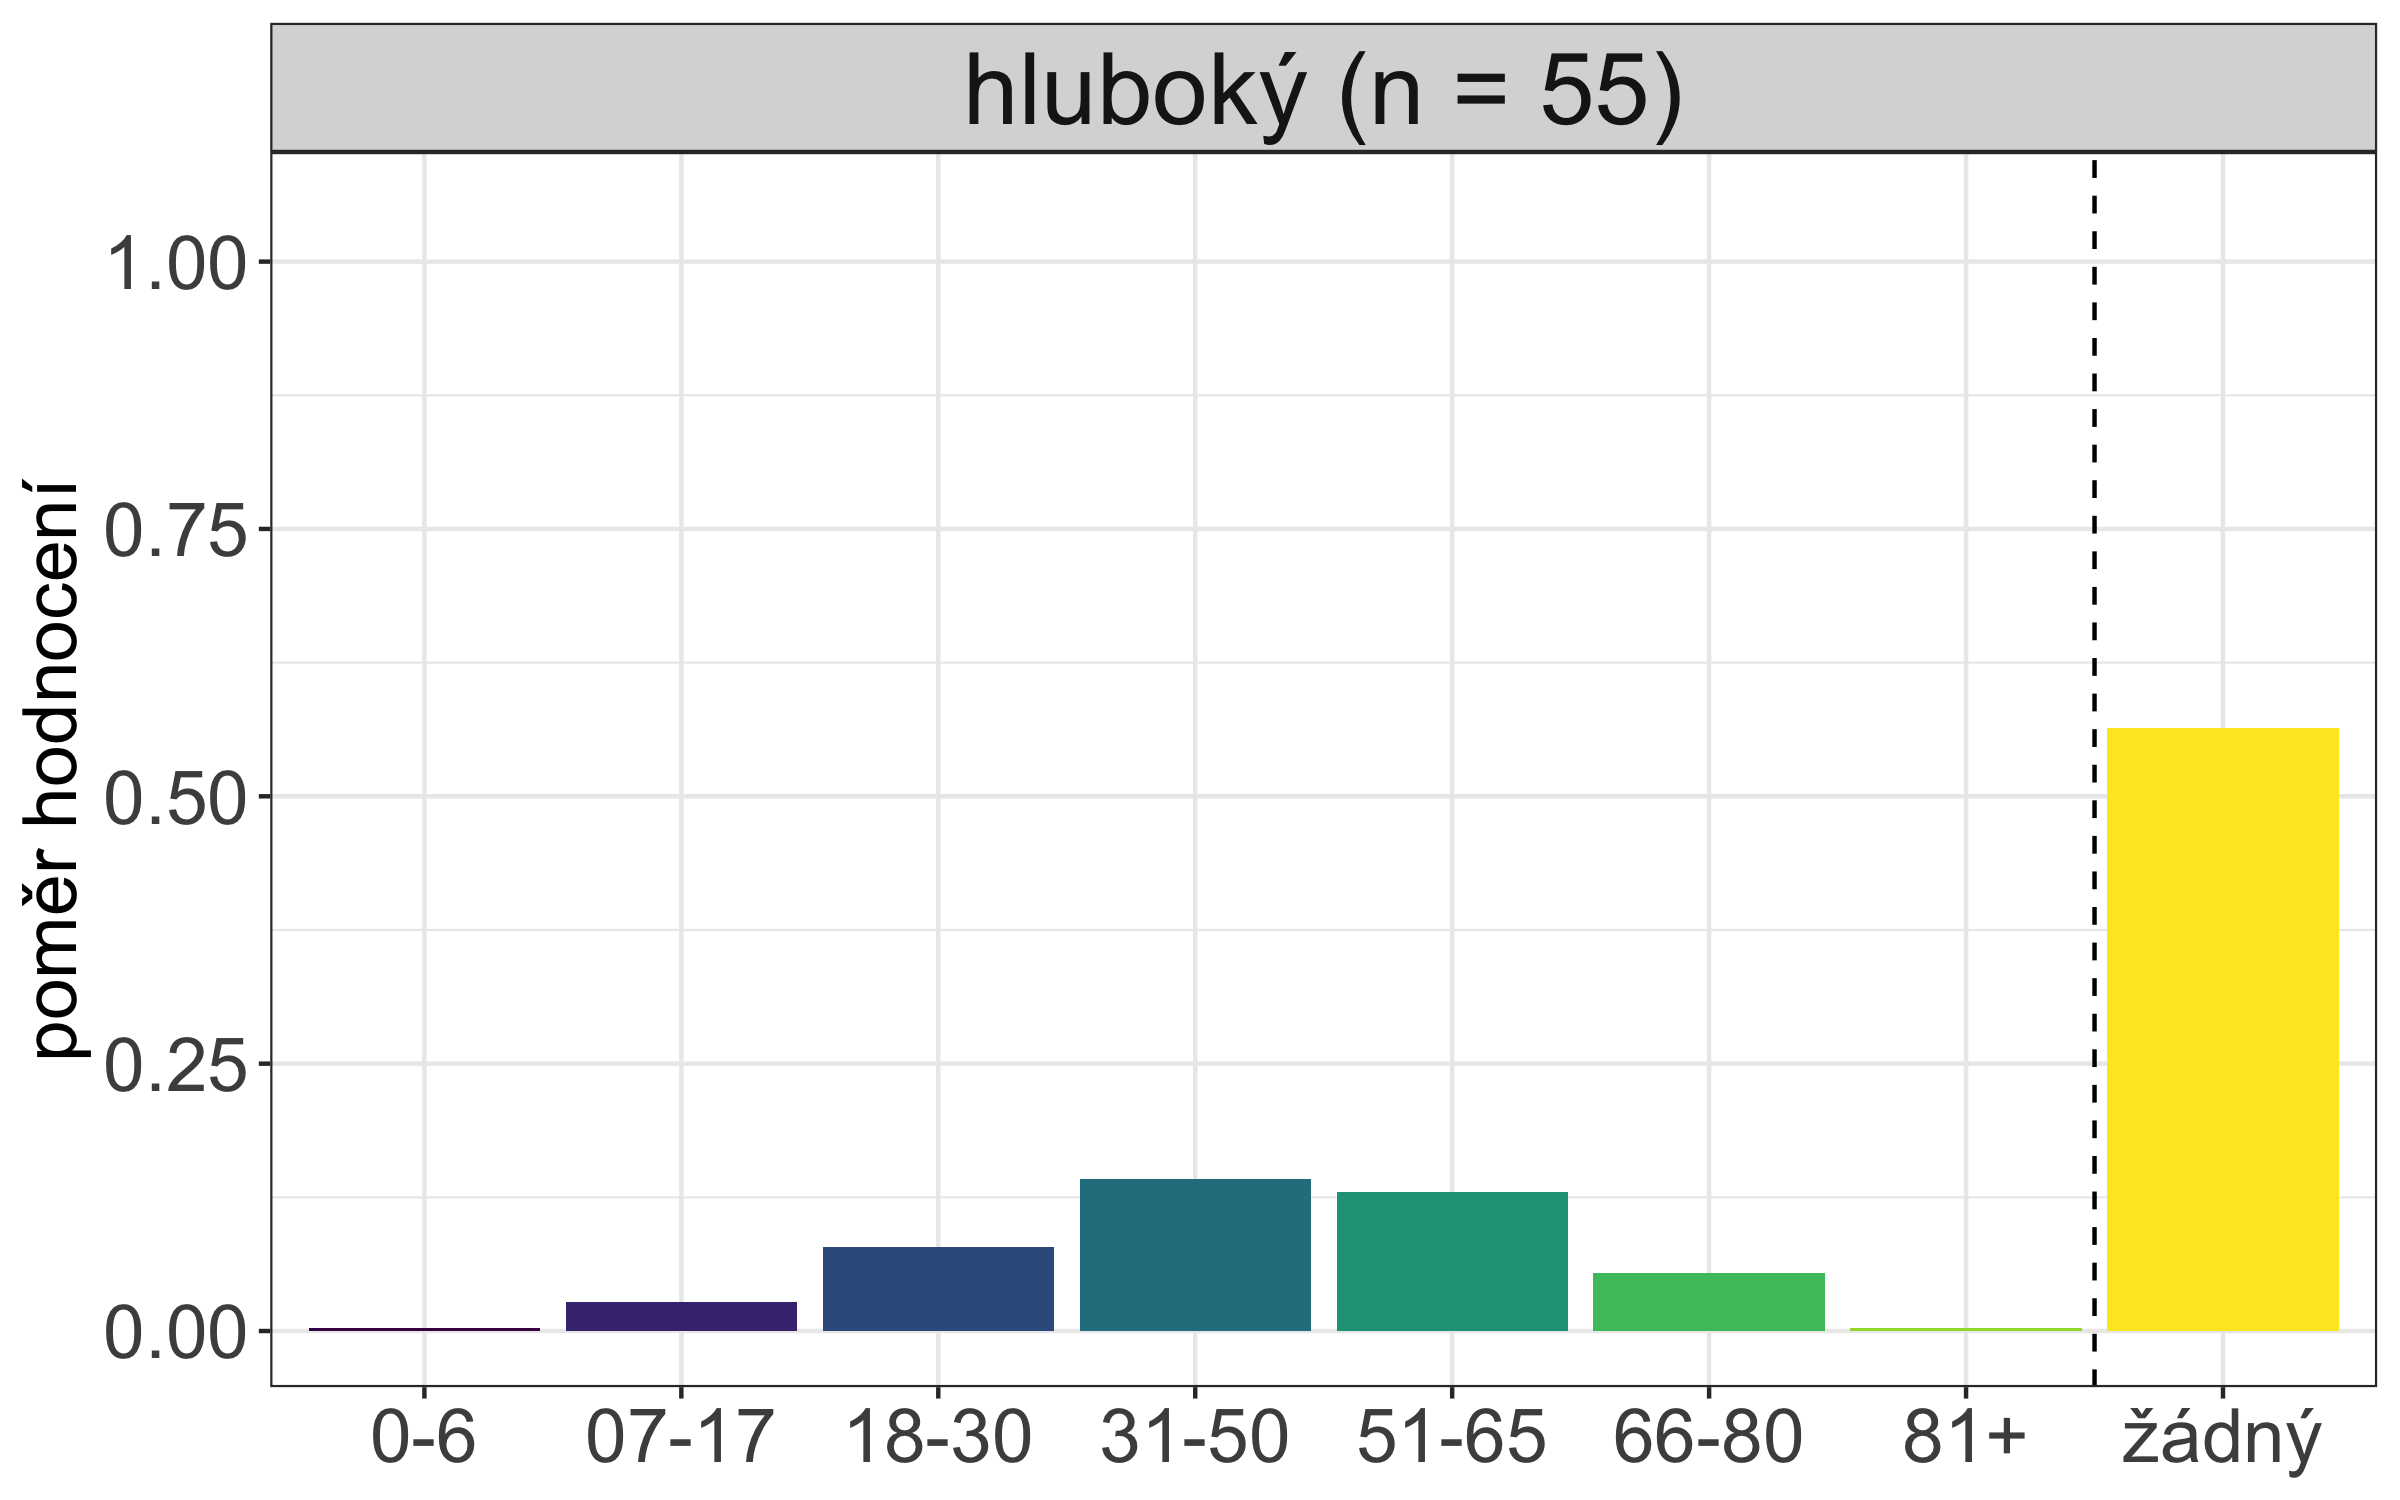 hluboký (n = 55)
poměr hodnocení
1.00
0.75
0.50
0.25
0.00
0-6 07-17 18-30 31-50 51-65 66-80 81+ žádný